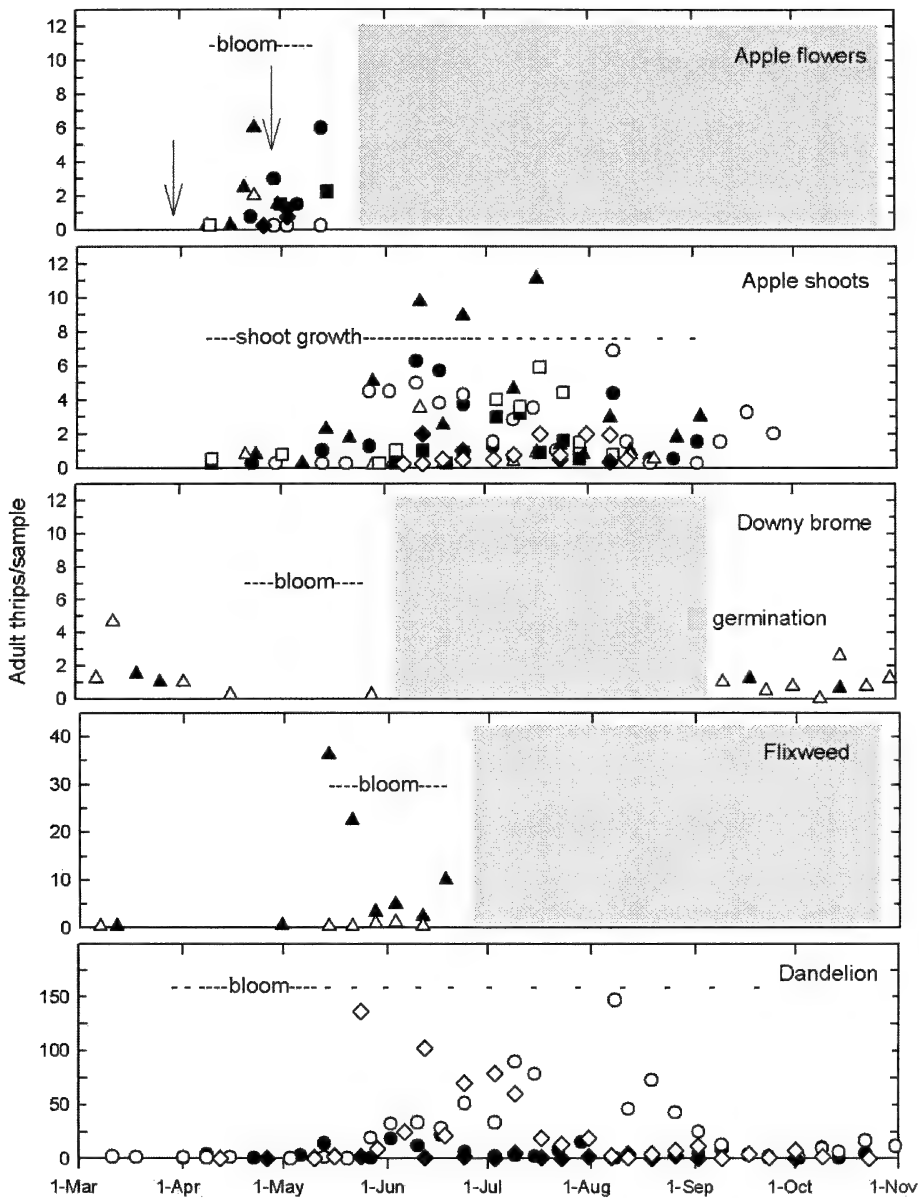 12
10
8
6
4
2
0
----bloom-----
Apple flowers
12
10
8
6
4
2
0
Apple shoots
----shoot growth
12
10
8
6
4
2
0
Downy brome
----bloom----
germination
Adult thrips/sample
40
30
20
10
0
Flixweed
----bloom----
150
100
50
0
Dandelion
- - ----bloom----
1-Mar 1-Apr 1-May 1-Jun 1-Jul 1-Aug 1-Sep 1-Oct 1-Nov